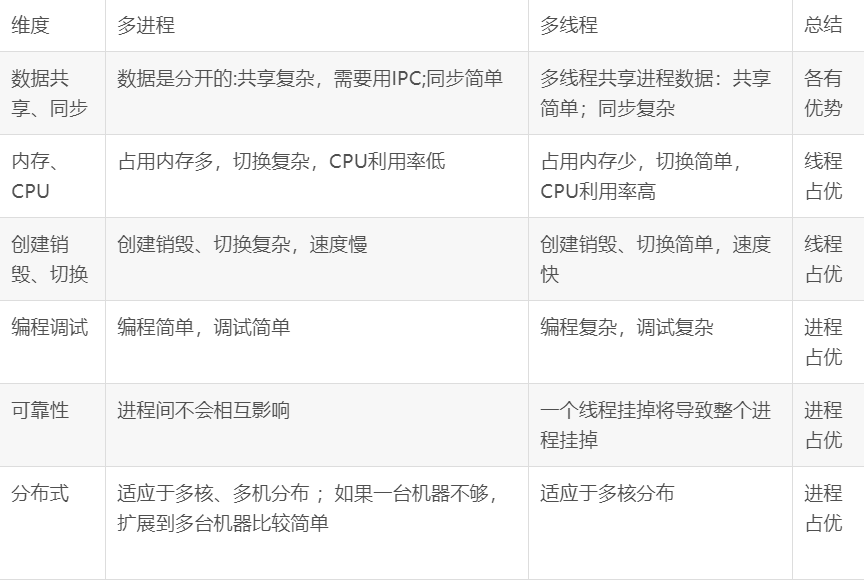 维度
多进程
多线程
总结
数据共
享、同步
数据是分开的:共享复杂，需要用IPC;同步简单
多线程共享进程数据：共享
简单；同步复杂
各有
优势
内存、
CPU
占用内存多，切换复杂，CPU利用率低
占用内存少，切换简单，
CPU利用率高
线程
占优
创建销
毁、切换
创建销毁、切换复杂，速度慢
创建销毁、切换简单，速度
快
线程
占优
编程调试
编程简单，调试简单
编程复杂，调试复杂
进程
占优
可靠性
进程间不会相互影响
一个线程挂掉将导致整个进
程挂掉
进程
占优
分布式
适应于多核、多机分布 ；如果一台机器不够，
扩展到多台机器比较简单
适应于多核分布
进程
占优